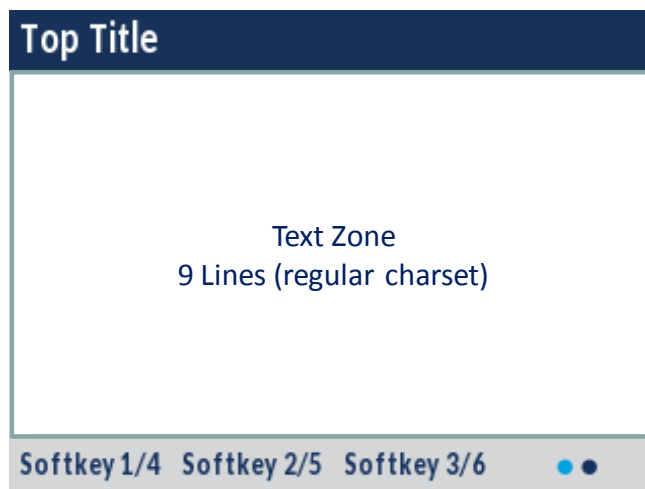 Top Title
Text Zone
9 Lines (regular charset)
Softkey 1/4 Softkey 2/5 Softkey 3/6